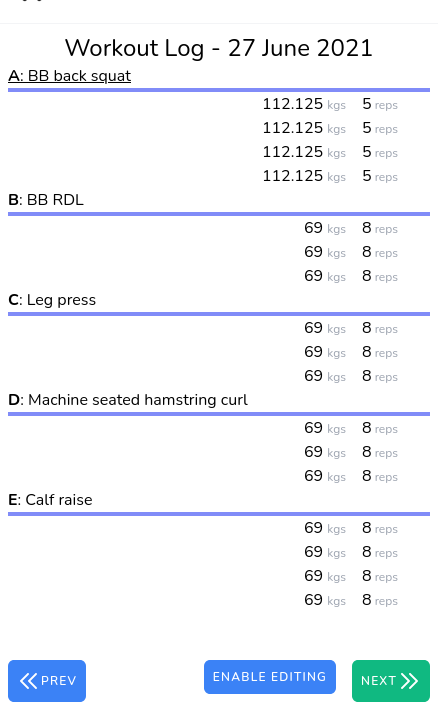 Workout Log - 27 June 2021
A: BB back squat
112.125 kgs 5 reps
112.125 kgs 5 reps
112.125 kgs 5 reps
112.125 kgs 5 reps
B: BB RDL
69 kgs 8 reps
69 kgs 8 reps
69 kgs 8 reps
C: Leg press
69 kgs 8 reps
69 kgs 8 reps
69 kgs 8 reps
D: Machine seated hamstring curl
69 kgs 8 reps
69 kgs 8 reps
69 kgs 8 reps
E: Calf raise
69 kgs 8 reps
69 kgs 8 reps
69 kgs 8 reps
69 kgs 8 reps
PREV ENABLE EDITING NEXT